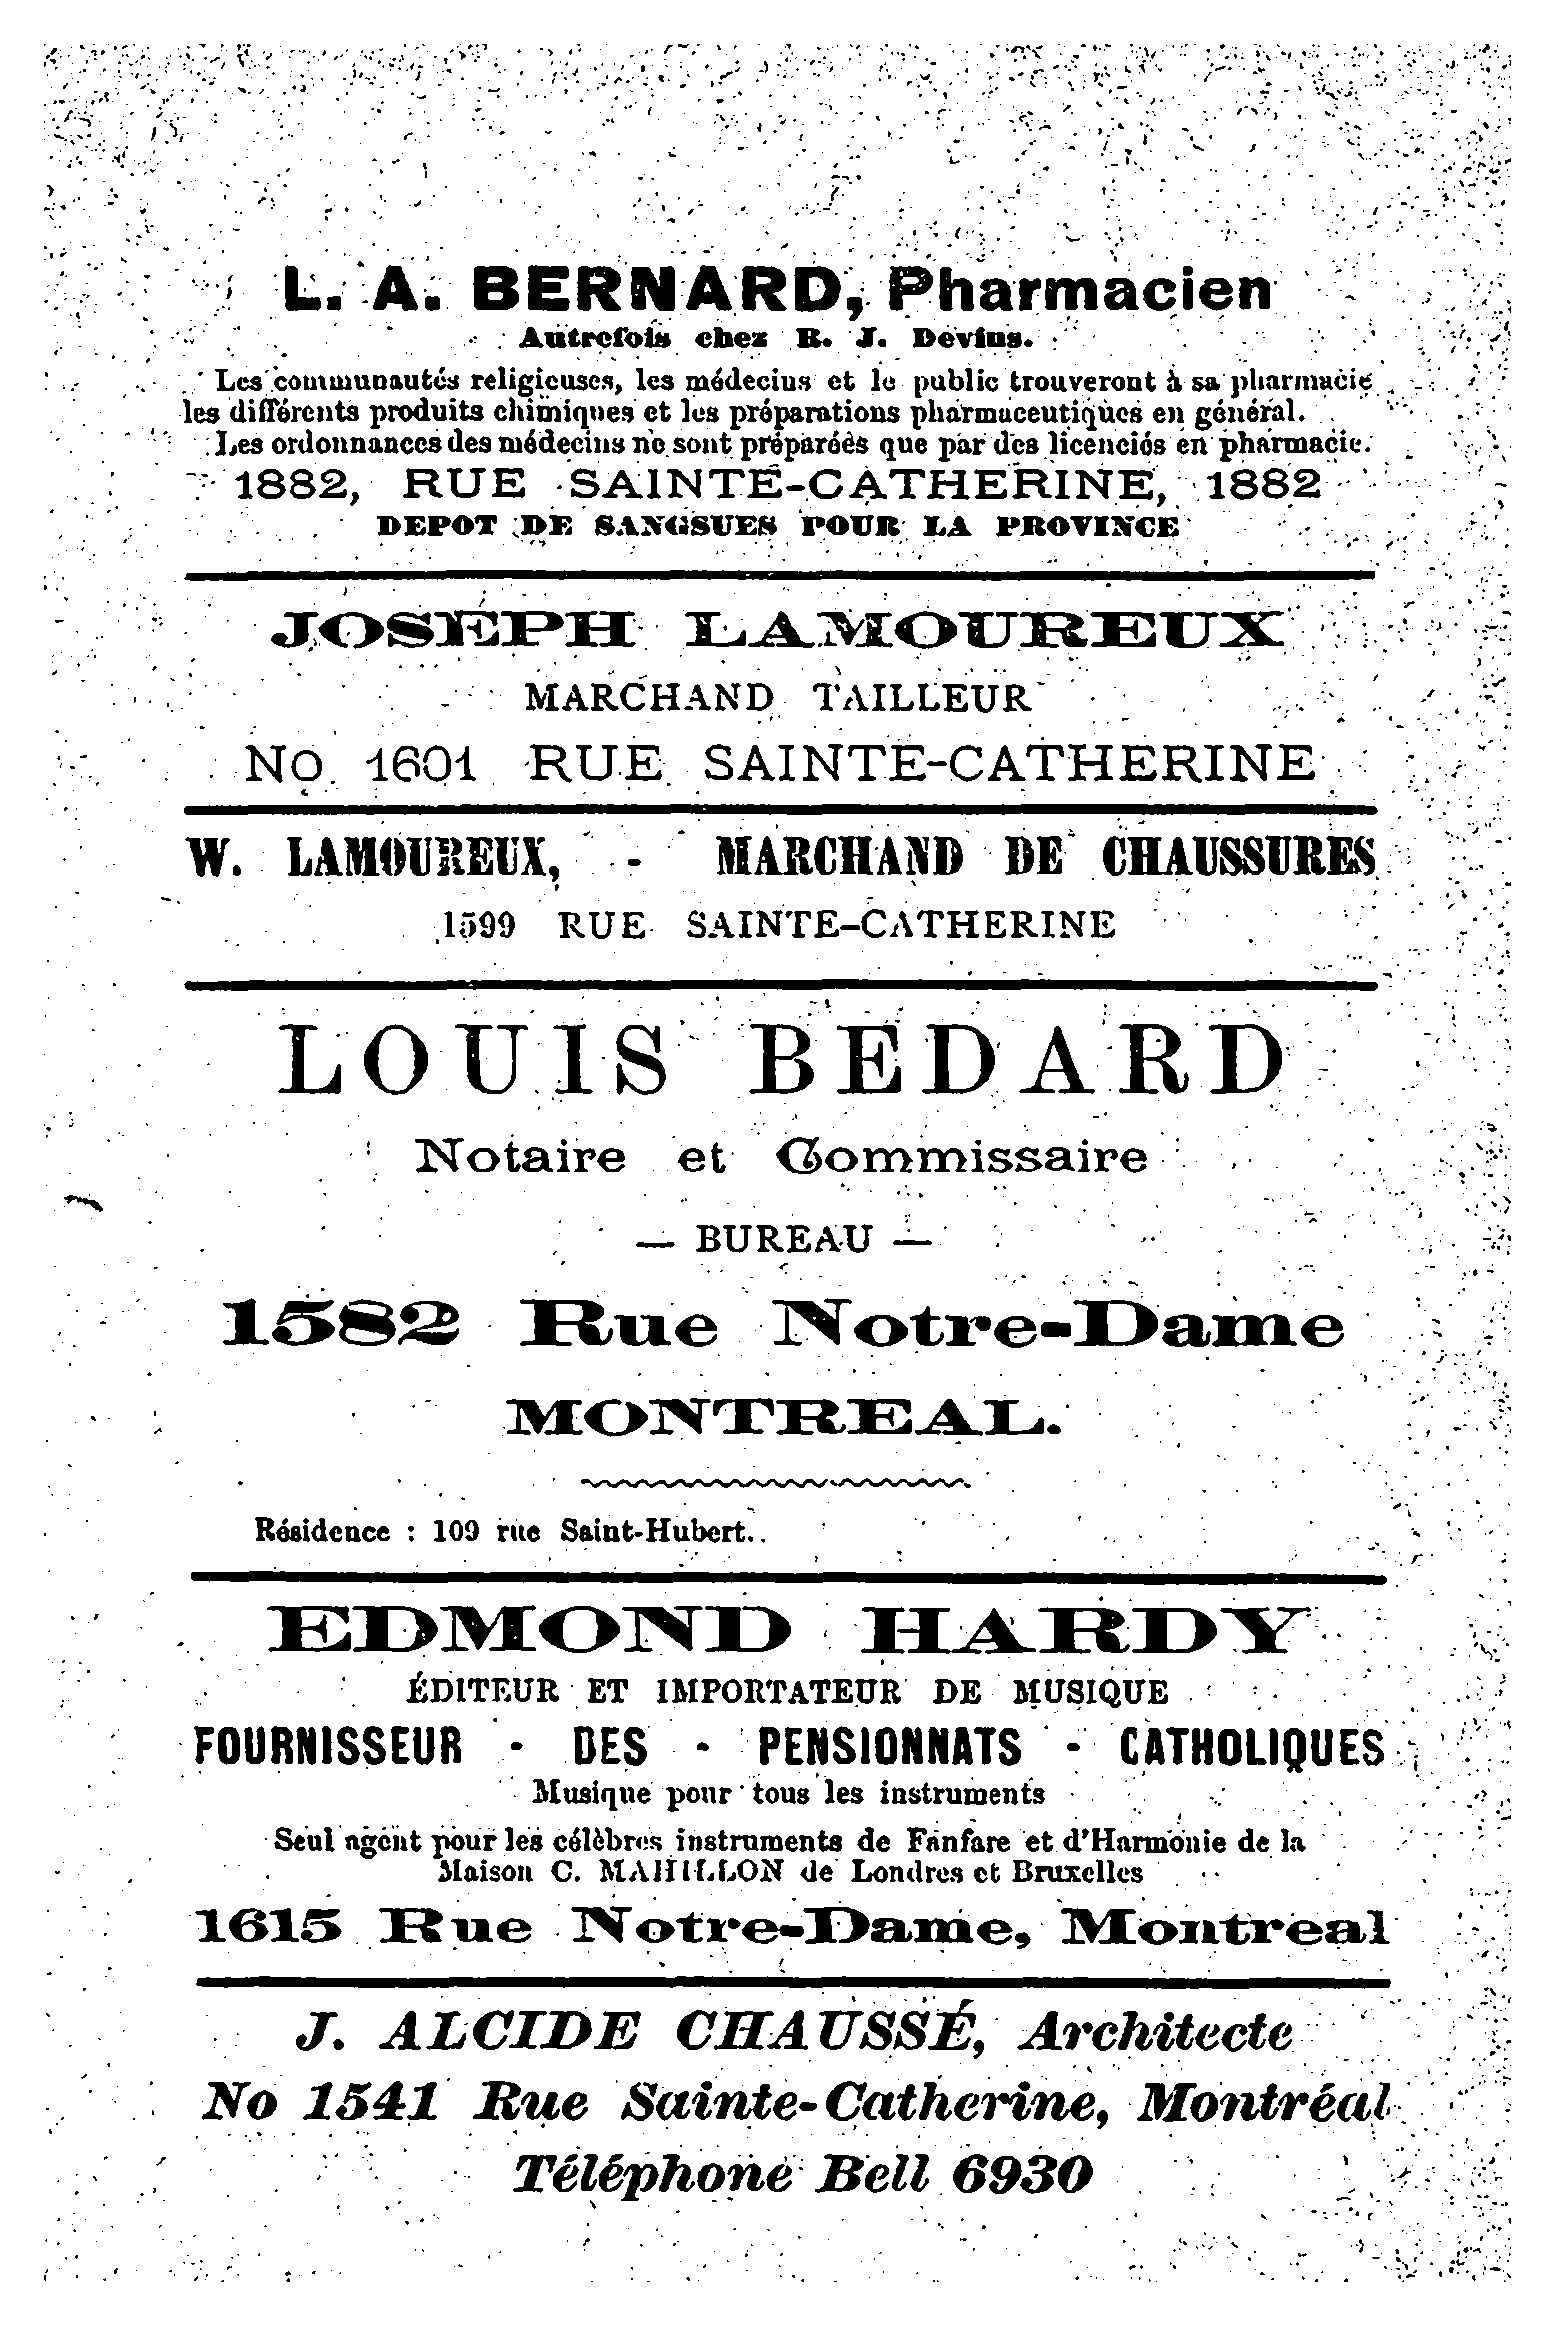 L. A. BERNARD, Pharmacien
Autrefois chez R. J. Devins.
Les communautés religieuses, les médecins et le public trouveront à sa pharmacie
les différents produits chimiques et les préparations pharmaceutiques en général.
Les ordonnances des médecins ne sont préparées que par des licenciés en pharmacie.
1882, RUE SAINTE-CATHERINE, 1882
DEPOT DE SANGSUES POUR LA PROVINCE
JOSEPH LAMOUREUX
MARCHAND TAILLEUR
NO 1601 RUE SAINTE-CATHERINE
W. LAMOUREUX, - MARCHAND DE CHAUSSURES
1599 RUE SAINTE-CATHERINE
LOUIS BEDARD
Notaire et Commissaire
— BUREAU —
1582 Rue Notre-Dame
MONTREAL.
Résidence : 109 rue Saint-Hubert.
EDMOND HARDY
ÉDITEUR ET IMPORTATEUR DE MUSIQUE
FOURNISSEUR - DES - PENSIONNATS - CATHOLIQUES
Musique pour tous les instruments
Seul agent pour les célèbres instruments de Fanfare et d'Harmonie de la
Maison C. MAHILLON de Londres et Bruxelles
1615 Rue Notre-Dame, Montreal
J. ALCIDE CHAUSSÉ, Architecte
No 1541 Rue Sainte-Catherine, Montréal
Téléphone Bell 6930